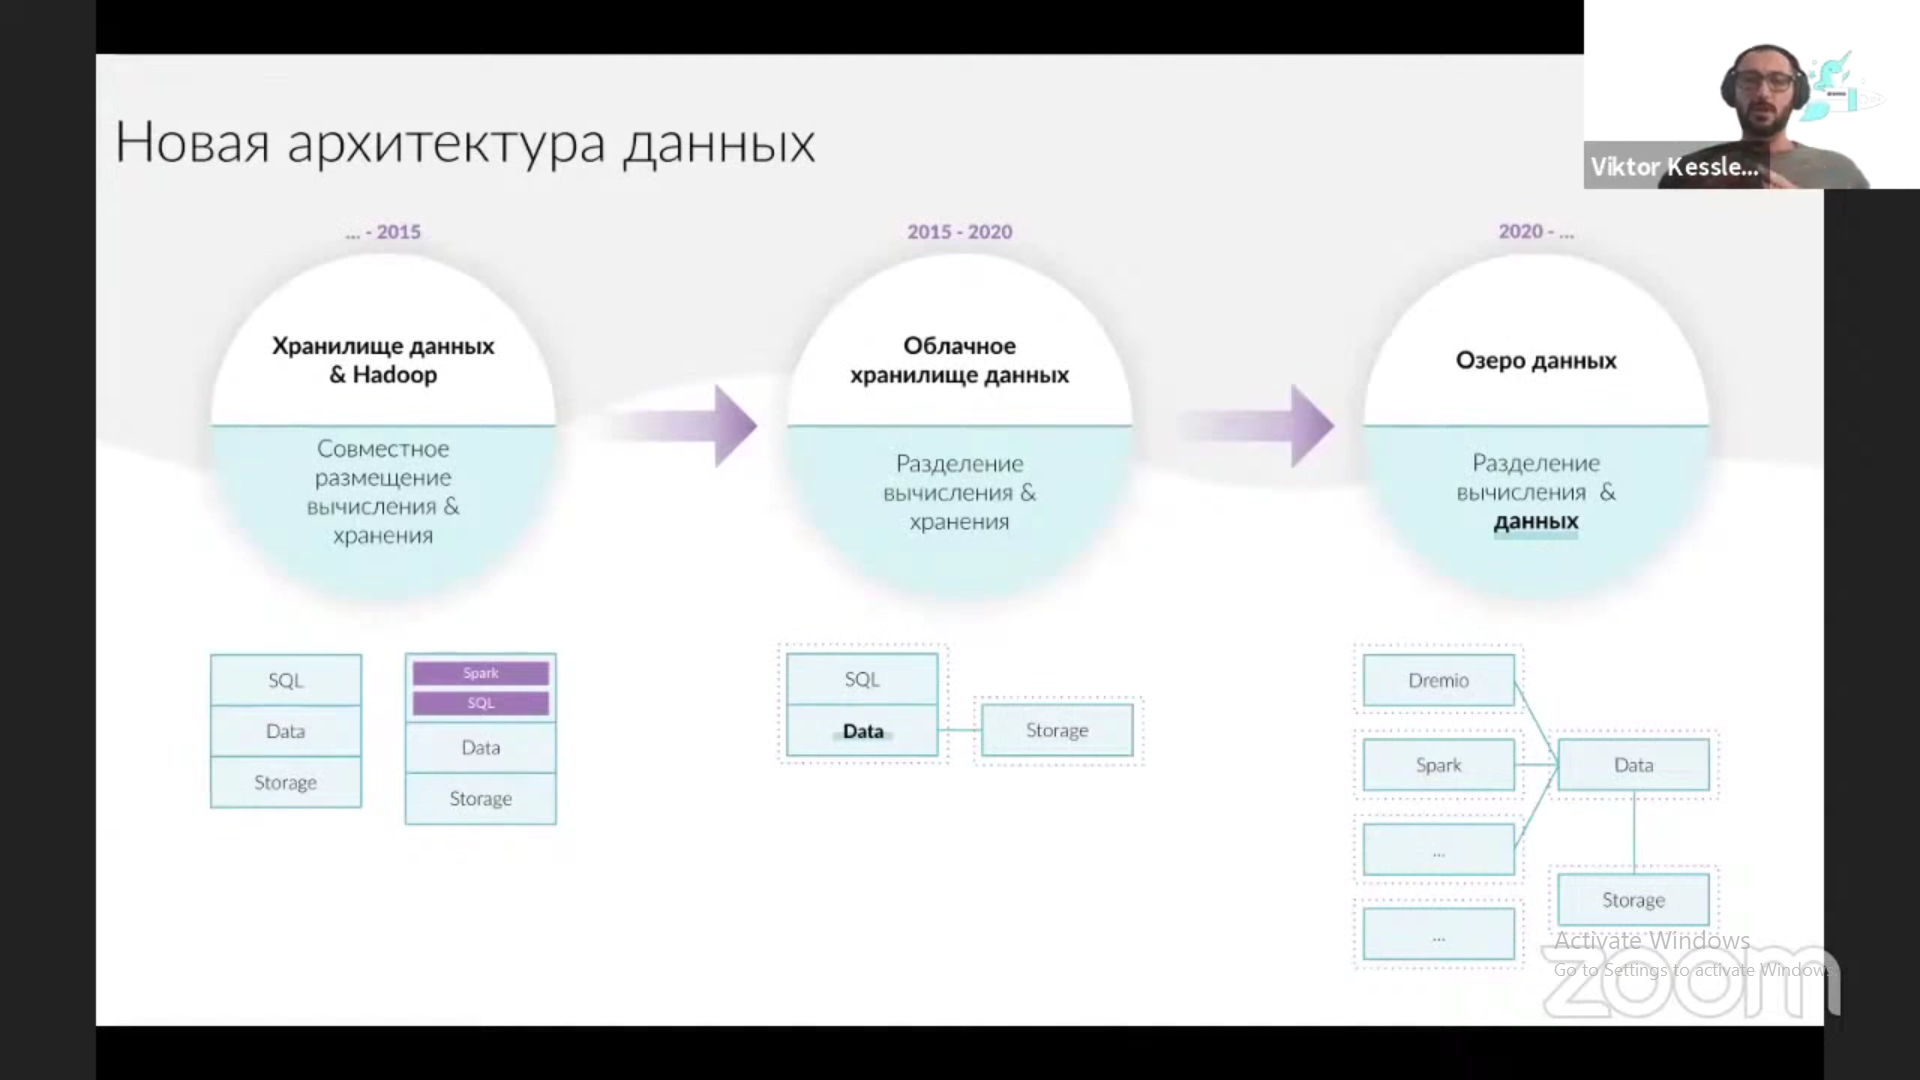 Новая архитектура данных
Viktor Kessle...
... - 2015
2015 - 2020
2020 - ...
Хранилище данных
& Hadoop
Совместное
размещение
вычисления &
хранения
Облачное
хранилище данных
Разделение
вычисления &
хранения
Озеро данных
Разделение
вычисления &
данных
SQL
Data
Storage
Spark
SQL
Data
Storage
SQL
Data
Storage
Dremio
Spark
...
...
Data
Storage
Activate Windows
Go to Settings to activate Windows
zoom